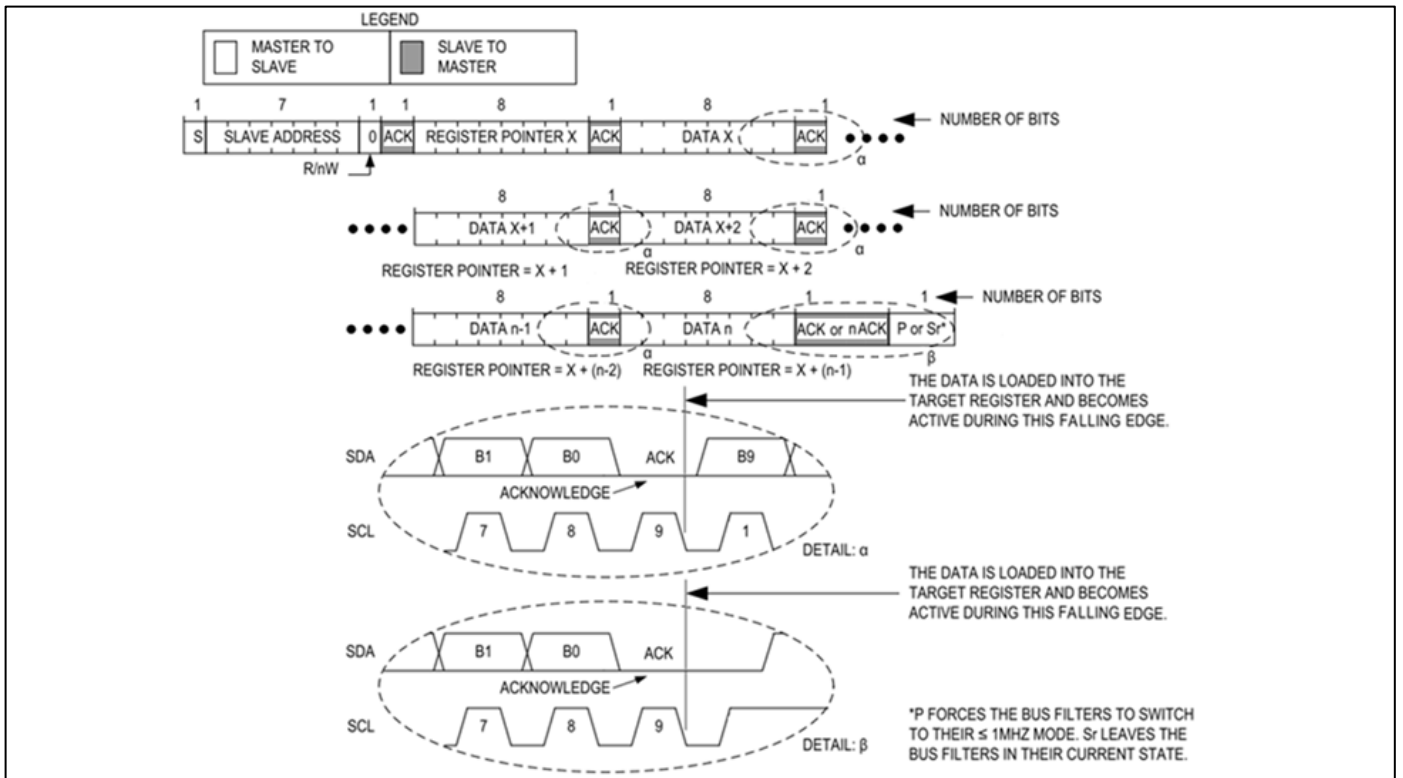 LEGEND
MASTER TO
SLAVE
SLAVE TO
MASTER
1 7 1 1 8 1 8 1
NUMBER OF BITS
S SLAVE ADDRESS 0 ACK REGISTER POINTER X ACK DATA X ACK
α
R/nW
8 1 8 1
NUMBER OF BITS
DATA X+1 ACK DATA X+2 ACK
α α
REGISTER POINTER = X + 1 REGISTER POINTER = X + 2
8 1 8 1 1
NUMBER OF BITS
DATA n-1 ACK DATA n ACK or nACK P or Sr*
α β
REGISTER POINTER = X + (n-2) REGISTER POINTER = X + (n-1)
THE DATA IS LOADED INTO THE
TARGET REGISTER AND BECOMES
ACTIVE DURING THIS FALLING EDGE.
SDA B1 B0 ACK B9
ACKNOWLEDGE
SCL 7 8 9 1
DETAIL: α
THE DATA IS LOADED INTO THE
TARGET REGISTER AND BECOMES
ACTIVE DURING THIS FALLING EDGE.
SDA B1 B0 ACK
ACKNOWLEDGE
SCL 7 8 9
DETAIL: β
*P FORCES THE BUS FILTERS TO SWITCH
TO THEIR ≤ 1MHZ MODE. Sr LEAVES THE
BUS FILTERS IN THEIR CURRENT STATE.